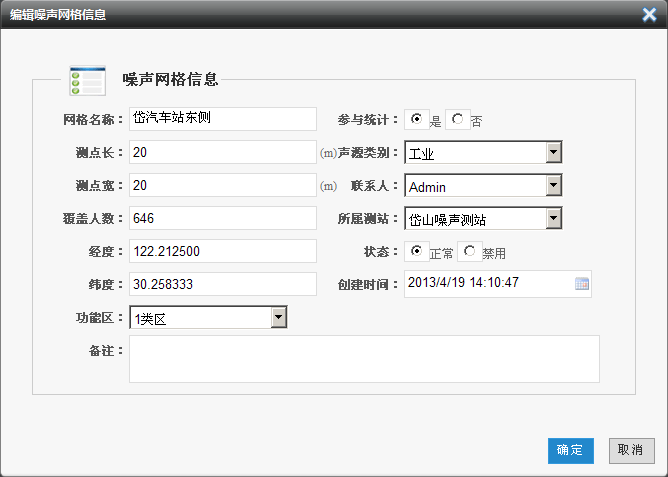 编辑噪声网格信息
噪声网格信息
网格名称： 岱汽车站东侧 参与统计： 是 否
测点长： 20 (m) 声源类别： 工业
测点宽： 20 (m) 联系人： Admin
覆盖人数： 646 所属测站： 岱山噪声测站
经度： 122.212500 状态： 正常 禁用
纬度： 30.258333 创建时间： 2013/4/19 14:10:47
功能区： 1类区
备注：
确定 取消